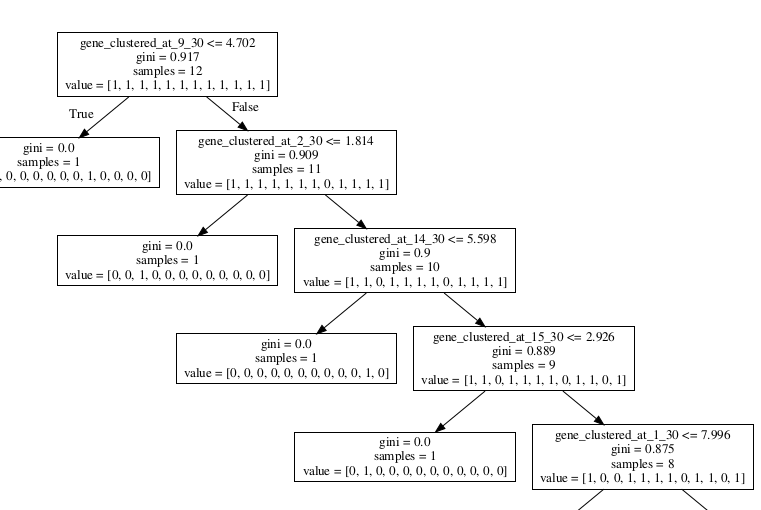 gene_clustered_at_9_30 <= 4.702
gini = 0.917
samples = 12
value = [1, 1, 1, 1, 1, 1, 1, 1, 1, 1, 1, 1]
True
False
gini = 0.0
samples = 1
, 0, 0, 0, 0, 0, 0, 1, 0, 0, 0, 0]
gene_clustered_at_2_30 <= 1.814
gini = 0.909
samples = 11
value = [1, 1, 1, 1, 1, 1, 1, 0, 1, 1, 1, 1]
gini = 0.0
samples = 1
value = [0, 0, 1, 0, 0, 0, 0, 0, 0, 0, 0, 0]
gene_clustered_at_14_30 <= 5.598
gini = 0.9
samples = 10
value = [1, 1, 0, 1, 1, 1, 1, 0, 1, 1, 1, 1]
gini = 0.0
samples = 1
value = [0, 0, 0, 0, 0, 0, 0, 0, 0, 0, 1, 0]
gene_clustered_at_15_30 <= 2.926
gini = 0.889
samples = 9
value = [1, 1, 0, 1, 1, 1, 1, 0, 1, 1, 0, 1]
gini = 0.0
samples = 1
value = [0, 1, 0, 0, 0, 0, 0, 0, 0, 0, 0, 0]
gene_clustered_at_1_30 <= 7.996
gini = 0.875
samples = 8
value = [1, 0, 0, 1, 1, 1, 1, 0, 1, 1, 0, 1]